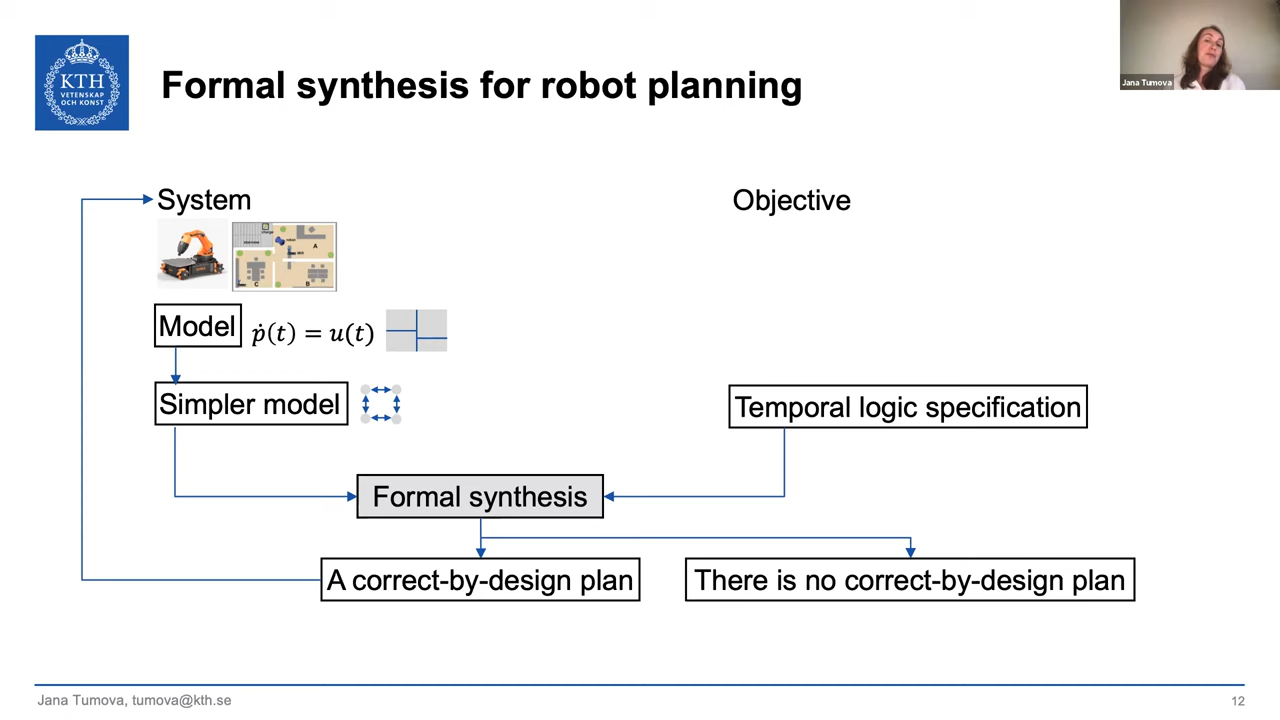 KTH
VETENSKAP
OCH KONST
Formal synthesis for robot planning
Jana Tumova
System
Objective
A
B
C
Model
ṗ(t) = u(t)
Simpler model
Temporal logic specification
Formal synthesis
A correct-by-design plan
There is no correct-by-design plan
Jana Tumova, tumova@kth.se
12